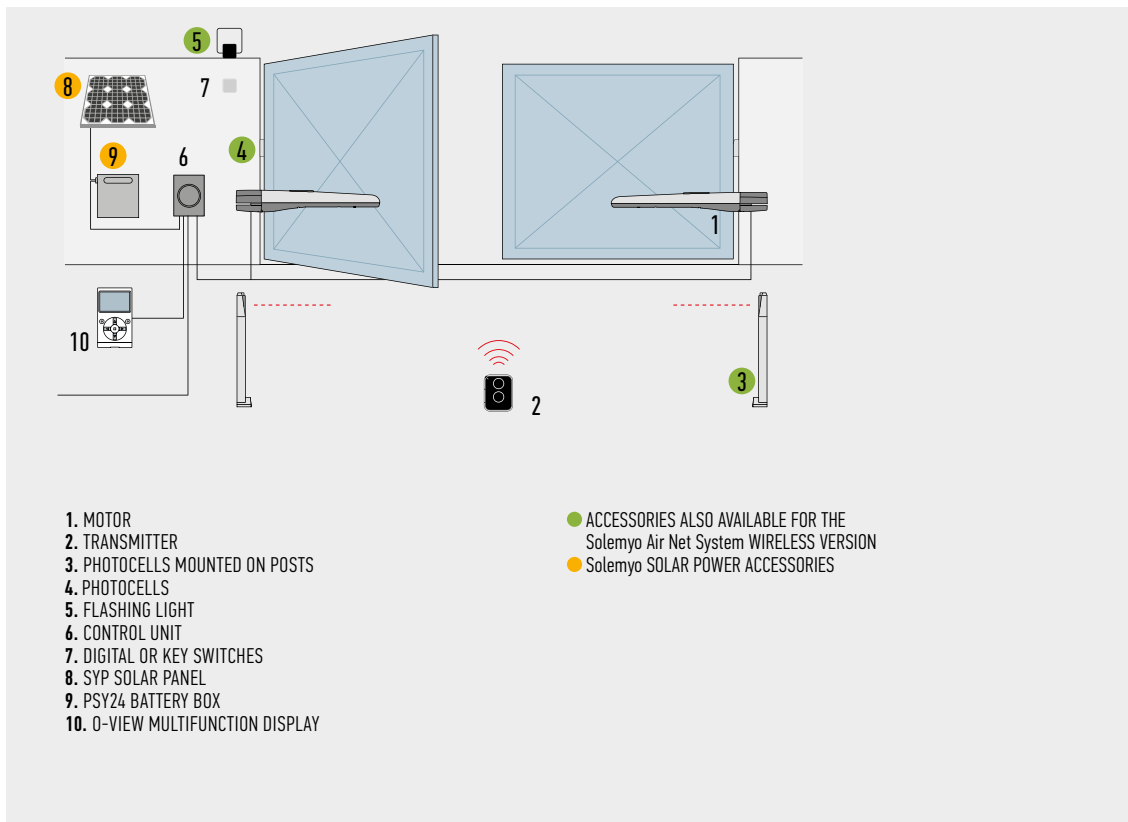 5
8
7
4
9
6
1
10
3
2
1. MOTOR
2. TRANSMITTER
3. PHOTOCELLS MOUNTED ON POSTS
4. PHOTOCELLS
5. FLASHING LIGHT
6. CONTROL UNIT
7. DIGITAL OR KEY SWITCHES
8. SYP SOLAR PANEL
9. PSY24 BATTERY BOX
10. O-VIEW MULTIFUNCTION DISPLAY
ACCESSORIES ALSO AVAILABLE FOR THE
Solemyo Air Net System WIRELESS VERSION
Solemyo SOLAR POWER ACCESSORIES